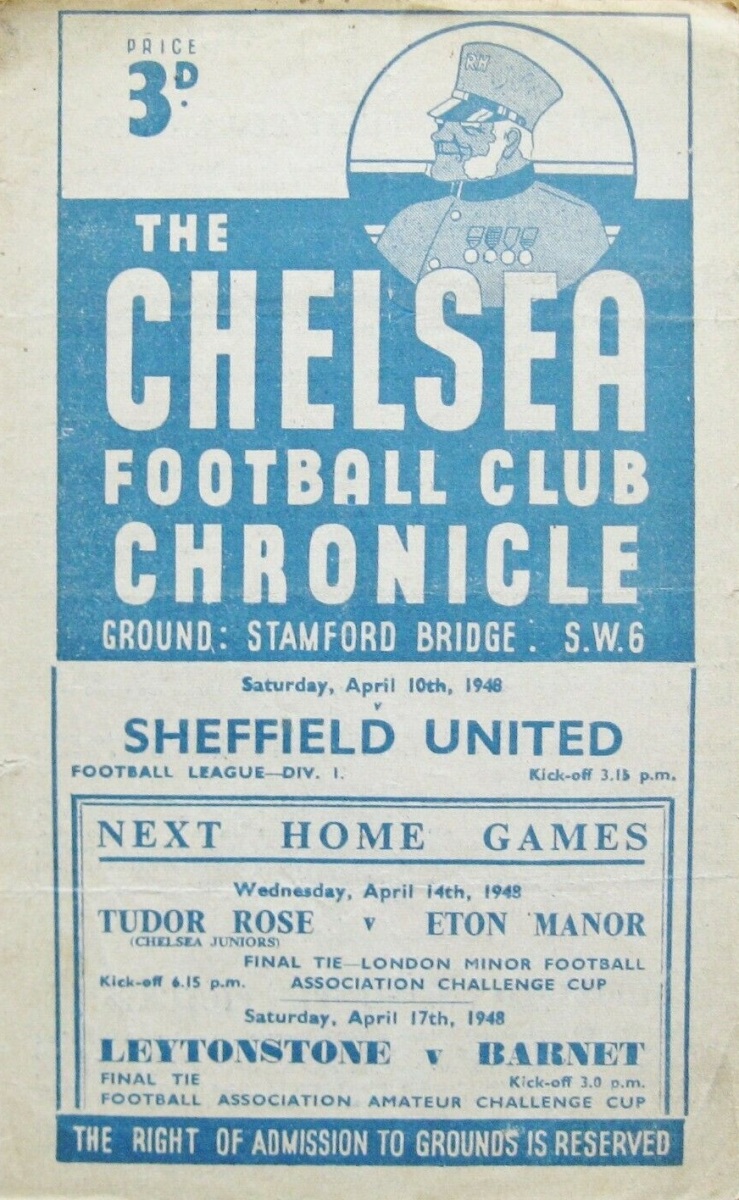 PRICE
3D.
RH
THE
CHELSEA
FOOTBALL CLUB
CHRONICLE
GROUND: STAMFORD BRIDGE. S.W.6
Saturday, April 10th, 1948
v
SHEFFIELD UNITED
FOOTBALL LEAGUE—DIV. 1. Kick-off 3.15 p.m.
NEXT HOME GAMES
Wednesday, April 14th, 1948
TUDOR ROSE v ETON MANOR
(CHELSEA JUNIORS)
FINAL TIE—LONDON MINOR FOOTBALL
Kick-off 6.15 p.m. ASSOCIATION CHALLENGE CUP
Saturday, April 17th, 1948
LEYTONSTONE v BARNET
FINAL TIE Kick-off 3.0 p.m.
FOOTBALL ASSOCIATION AMATEUR CHALLENGE CUP
THE RIGHT OF ADMISSION TO GROUNDS IS RESERVED